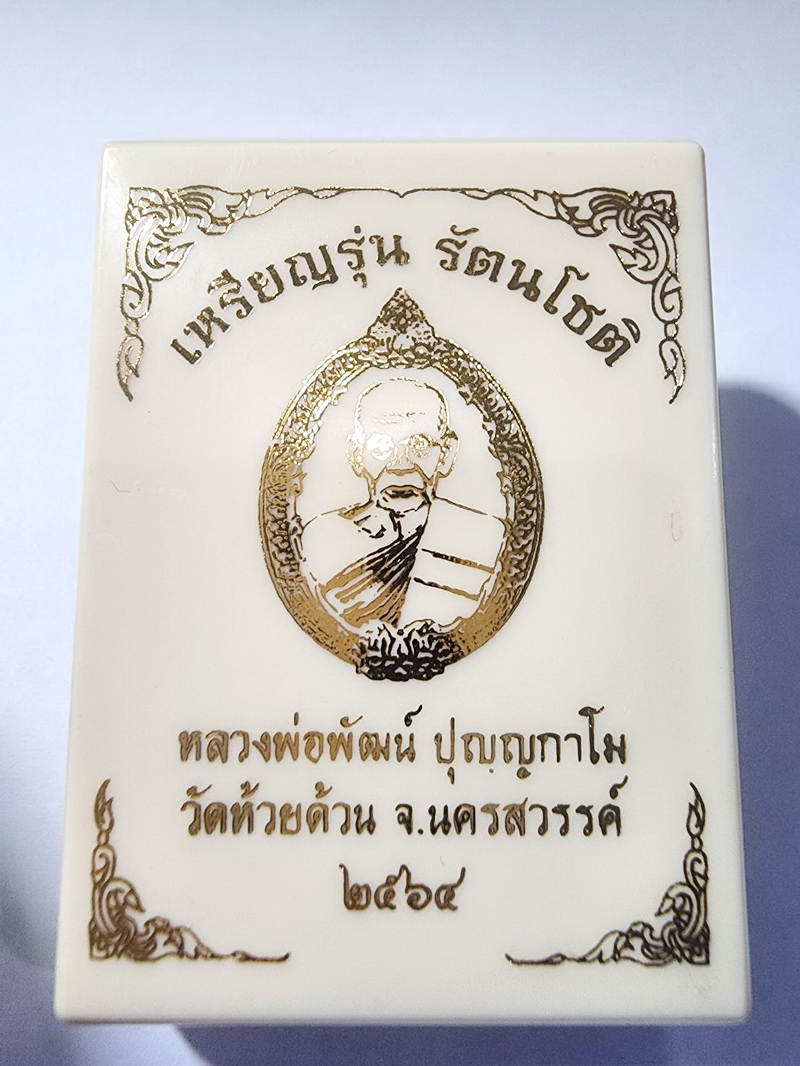 เหรียญรุ่น รัตนโชติ
หลวงพ่อพัฒน์ ปุญญกาโม
วัดห้วยด้วน จ.นครสวรรค์
๒๕๖๔